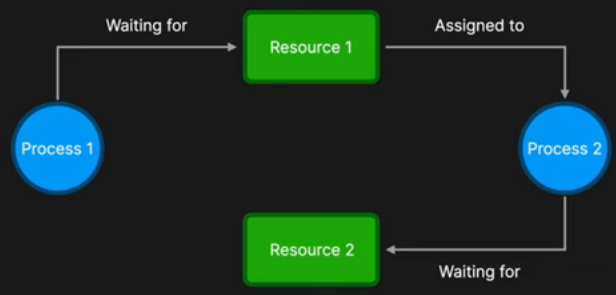 Waiting for
Resource 1
Assigned to
Process 1
Process 2
Resource 2
Waiting for